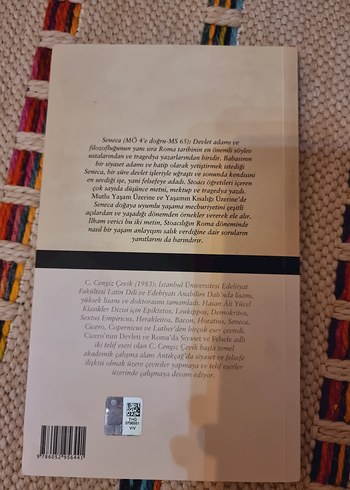 Seneca (MÖ 4'e doğru-MS 65): Devlet adamı ve
filozofluğunun yanı sıra Roma tarihinin en önemli söylev
ustalarından ve tragedya yazarlarından biridir. Babasının
bir siyaset adamı ve hatip olarak yetiştirmek istediği
Seneca, bir süre devlet işleriyle uğraştı ve sonunda kendisini
en sevdiği işe, yani felsefeye adadı. Stoacı öğretileri içeren
çok sayıda düşünce metni, mektup ve tragedya yazdı.
Mutlu Yaşam Üzerine ve Yaşamın Kısalığı Üzerine'de
Seneca doğaya uyumlu yaşama mecburiyetini çeşitli
açılardan ve yaşadığı dönemden örnekler vererek ele alır.
İlham verici bu iki metin, Stoacılığın Roma döneminde
nasıl bir yaşam anlayışını salık verdiğine dair soruların
yanıtlarını da barındırır.
C. Cengiz Çevik (1983); İstanbul Üniversitesi Edebiyat
Fakültesi Latin Dili ve Edebiyatı Anabilim Dalı'nda lisans,
yüksek lisans ve doktorasını tamamladı. Hasan Âli Yücel
Klasikler Dizisi için Epiktetos, Leukippos, Demokritos,
Sextus Empiricus, Herakleitos, Bacon, Horatius, Seneca,
Cicero, Copernicus ve Luther'den birçok eser çevirdi.
Cicero'nun Devleti ve Roma'da Siyaset ve Felsefe adlı
iki telif eseri olan C. Cengiz Çevik başta temel
akademik çalışma alanı Antikçağ'da siyaset ve felsefe
ilişkisi olmak üzere çeviriler yapmaya ve telif eserler
üzerinde çalışmaya devam ediyor.
9 786052 956441